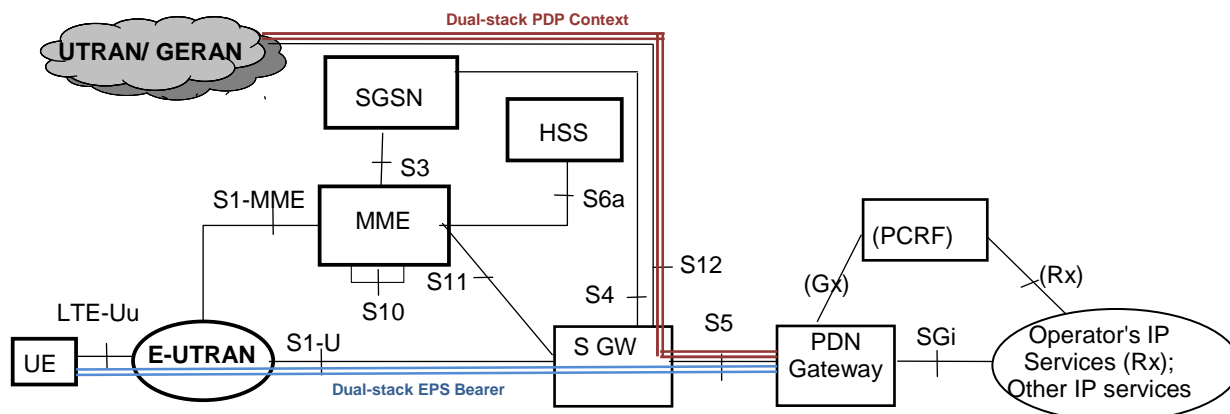 Dual-stack PDP Context
UTRAN/ GERAN
SGSN
HSS
S3
S6a
S1-MME
MME
(PCRF)
S12
S11
(Gx)
(Rx)
S4
S10
LTE-Uu
S1-U
S5
UE
E-UTRAN
S GW
PDN
Gateway
SGi
Operator's IP
Services (Rx);
Other IP services
Dual-stack EPS Bearer